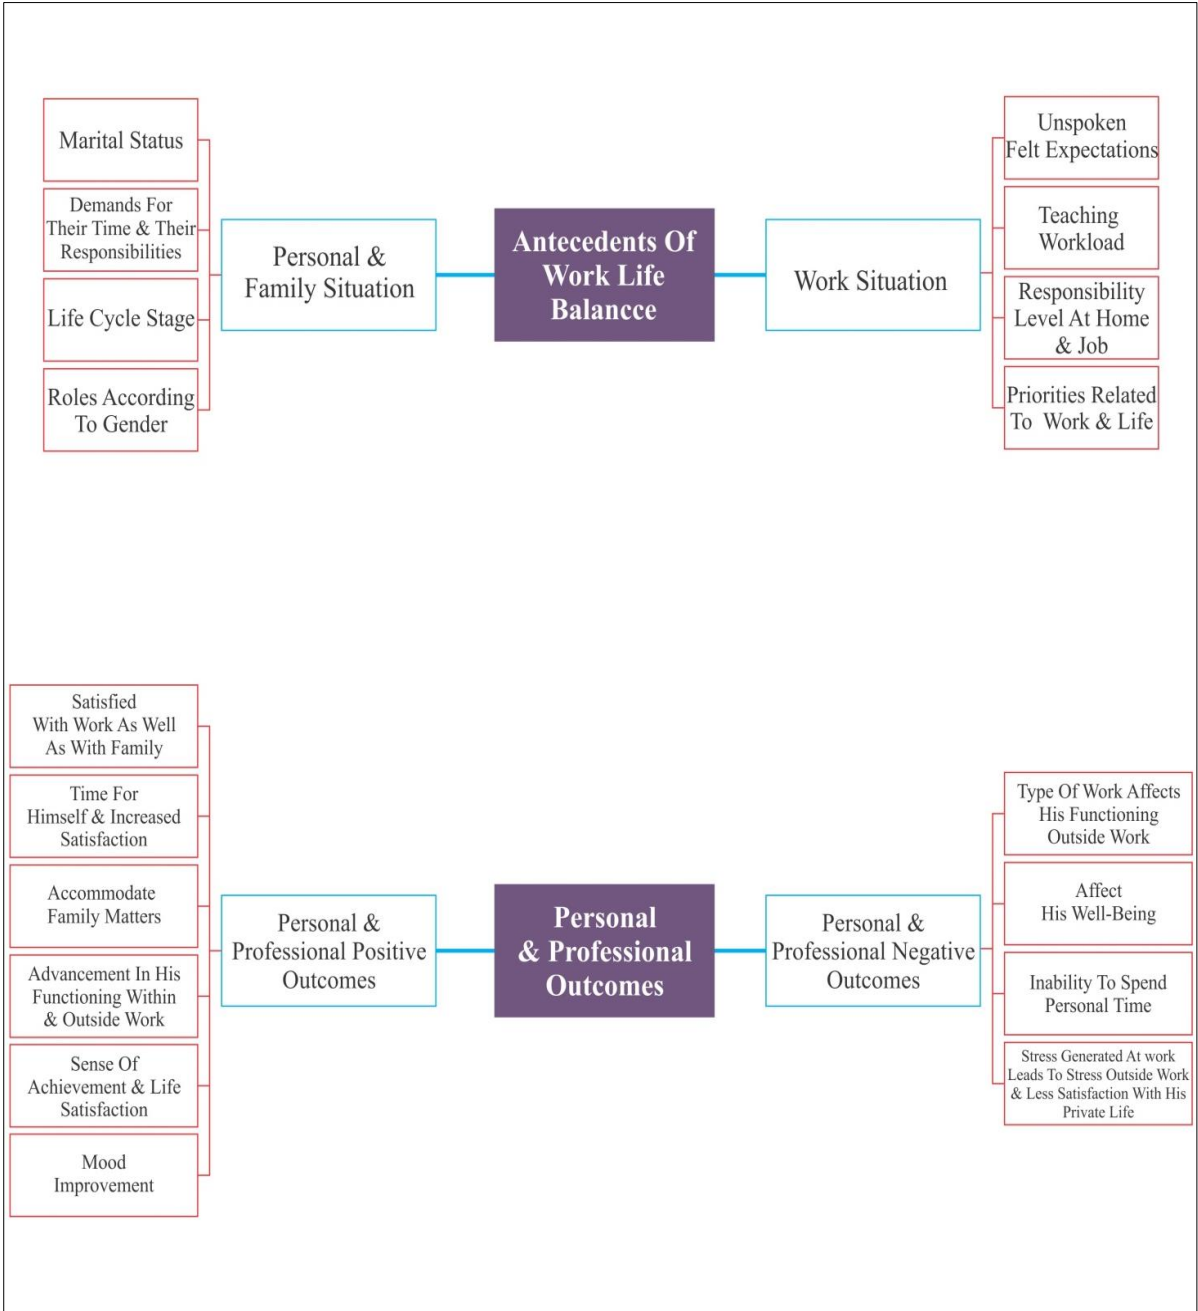 Marital Status
Demands For
Their Time & Their
Responsibilities
Life Cycle Stage
Roles According
To Gender
Personal &
Family Situation
Antecedents Of
Work Life
Balancce
Work Situation
Unspoken
Felt Expectations
Teaching
Workload
Responsibility
Level At Home
& Job
Priorities Related
To Work & Life
Satisfied
With Work As Well
As With Family
Time For
Himself & Increased
Satisfaction
Accommodate
Family Matters
Advancement In His
Functioning Within
& Outside Work
Sense Of
Achievement & Life
Satisfaction
Mood
Improvement
Personal &
Professional Positive
Outcomes
Personal
& Professional
Outcomes
Personal &
Professional Negative
Outcomes
Type Of Work Affects
His Functioning
Outside Work
Affect
His Well-Being
Inability To Spend
Personal Time
Stress Generated At work
Leads To Stress Outside Work
& Less Satisfaction With His
Private Life